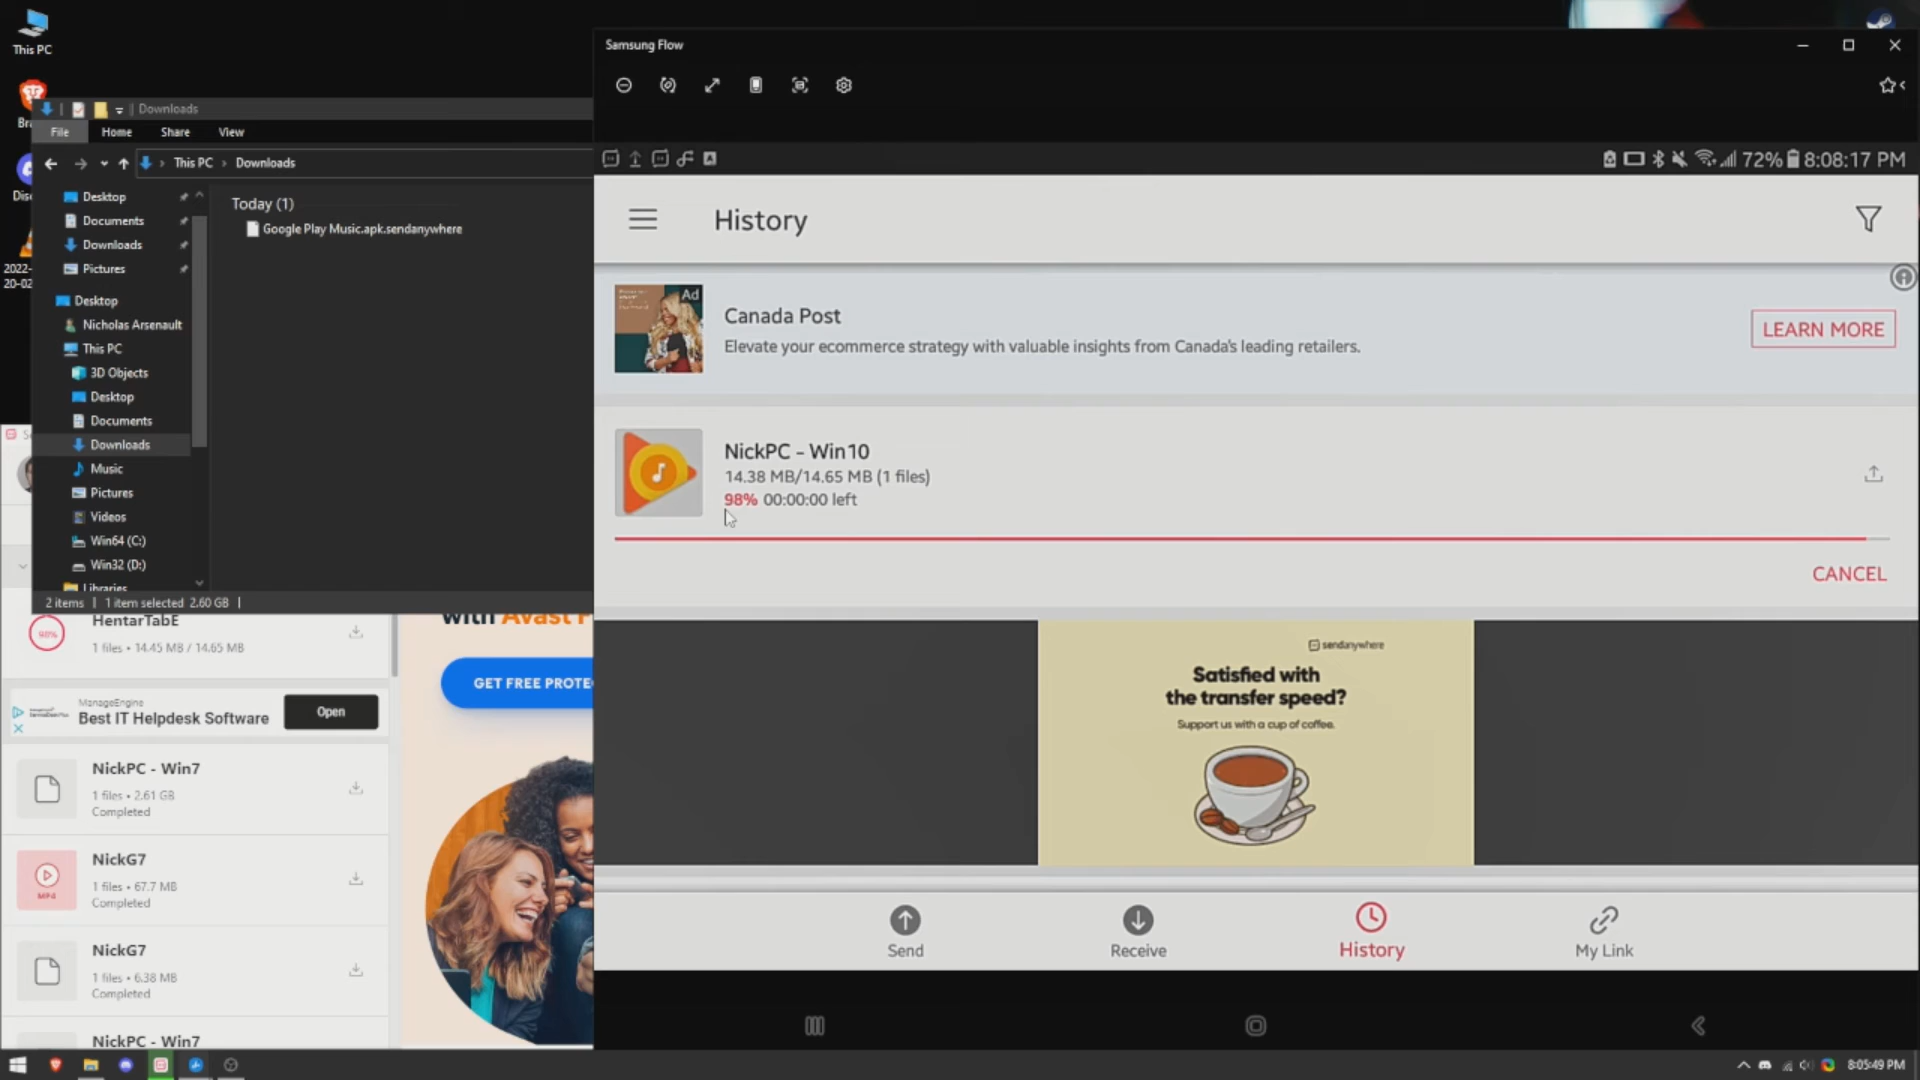 This PC
Samsung Flow
Downloads
File
Home
Share
View
This PC
Downloads
Desktop
Documents
Downloads
Pictures
Desktop
Nicholas Arsenault
This PC
3D Objects
Desktop
Documents
Downloads
Music
Pictures
Videos
Win64 (C:)
Win32 (D:)
Libraries
Today (1)
Google Play Music.apk.sendanywhere
2 items
1 item selected 2.60 GB
2022-
72% 8:08:17 PM
History
Ad
Canada Post
Elevate your ecommerce strategy with valuable insights from Canada's leading retailers.
LEARN MORE
NickPC - Win10
14.38 MB/14.65 MB (1 files)
98% 00:00:00 left
CANCEL
sendanywhere
Satisfied with
the transfer speed?
Support us with a cup of coffee.
Send
Receive
History
My Link
with Avast F
GET FREE PROTE
98%
HentarTabE
1 files • 14.45 MB / 14.65 MB
ManageEngine
Best IT Helpdesk Software
Open
NickPC - Win7
1 files • 2.61 GB
Completed
MP4
NickG7
1 files • 67.7 MB
Completed
NickG7
1 files • 6.38 MB
Completed
NickPC - Win7
8:05:49 PM